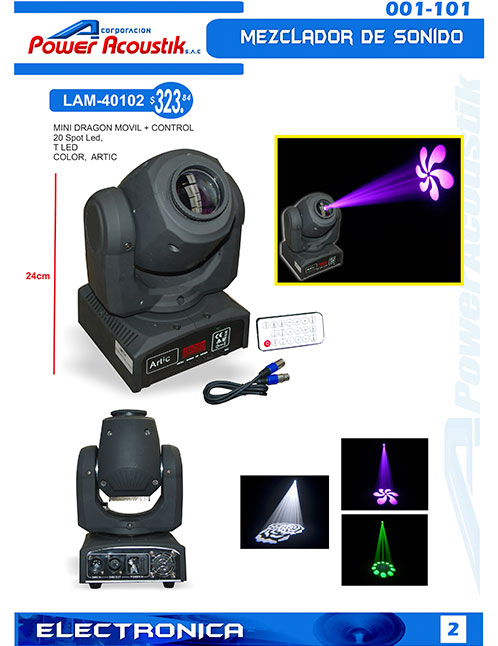 001-101
CORPORACION
Power Acoustik S.A.C
MEZCLADOR DE SONIDO
LAM-40102 $323.84
MINI DRAGON MOVIL + CONTROL
20 Spot Led,
T LED
COLOR, ARTIC
24cm
Artic
Artic
Power Acoustik
ELECTRONICA
2